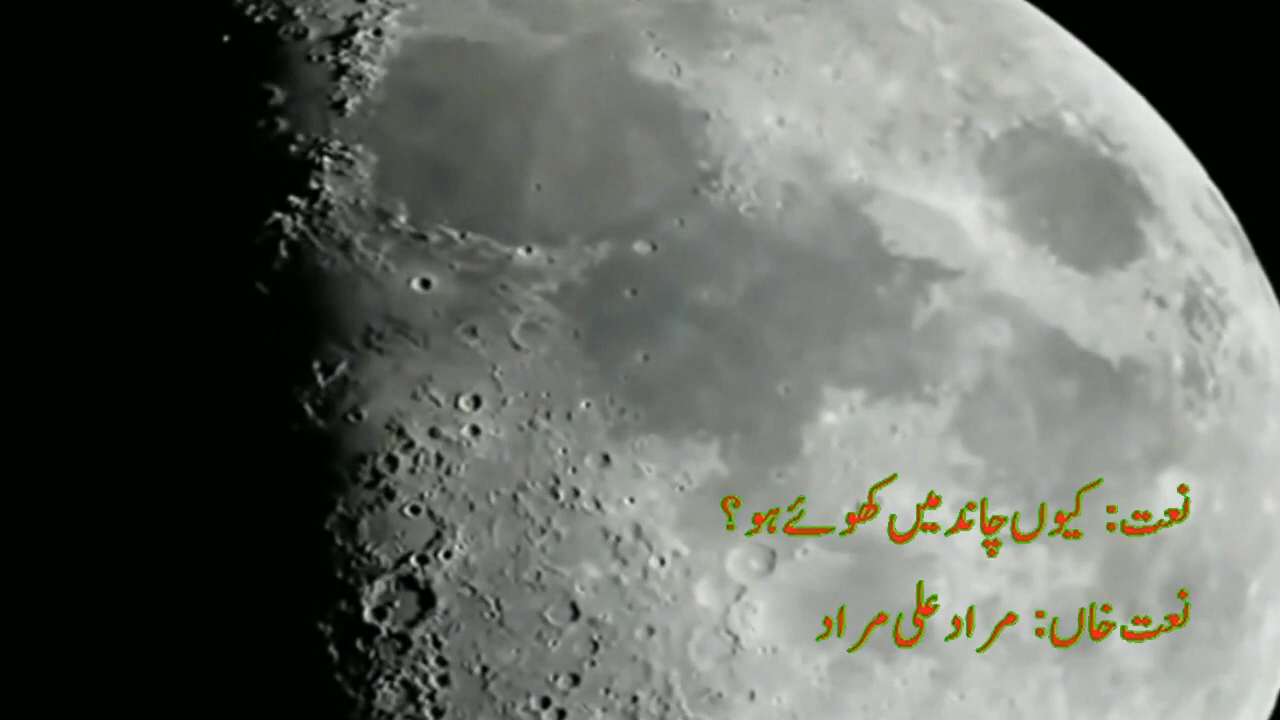 نعت: کیوں چاند میں کھوئے ہو ؟
نعت خاں: مراد علی مراد